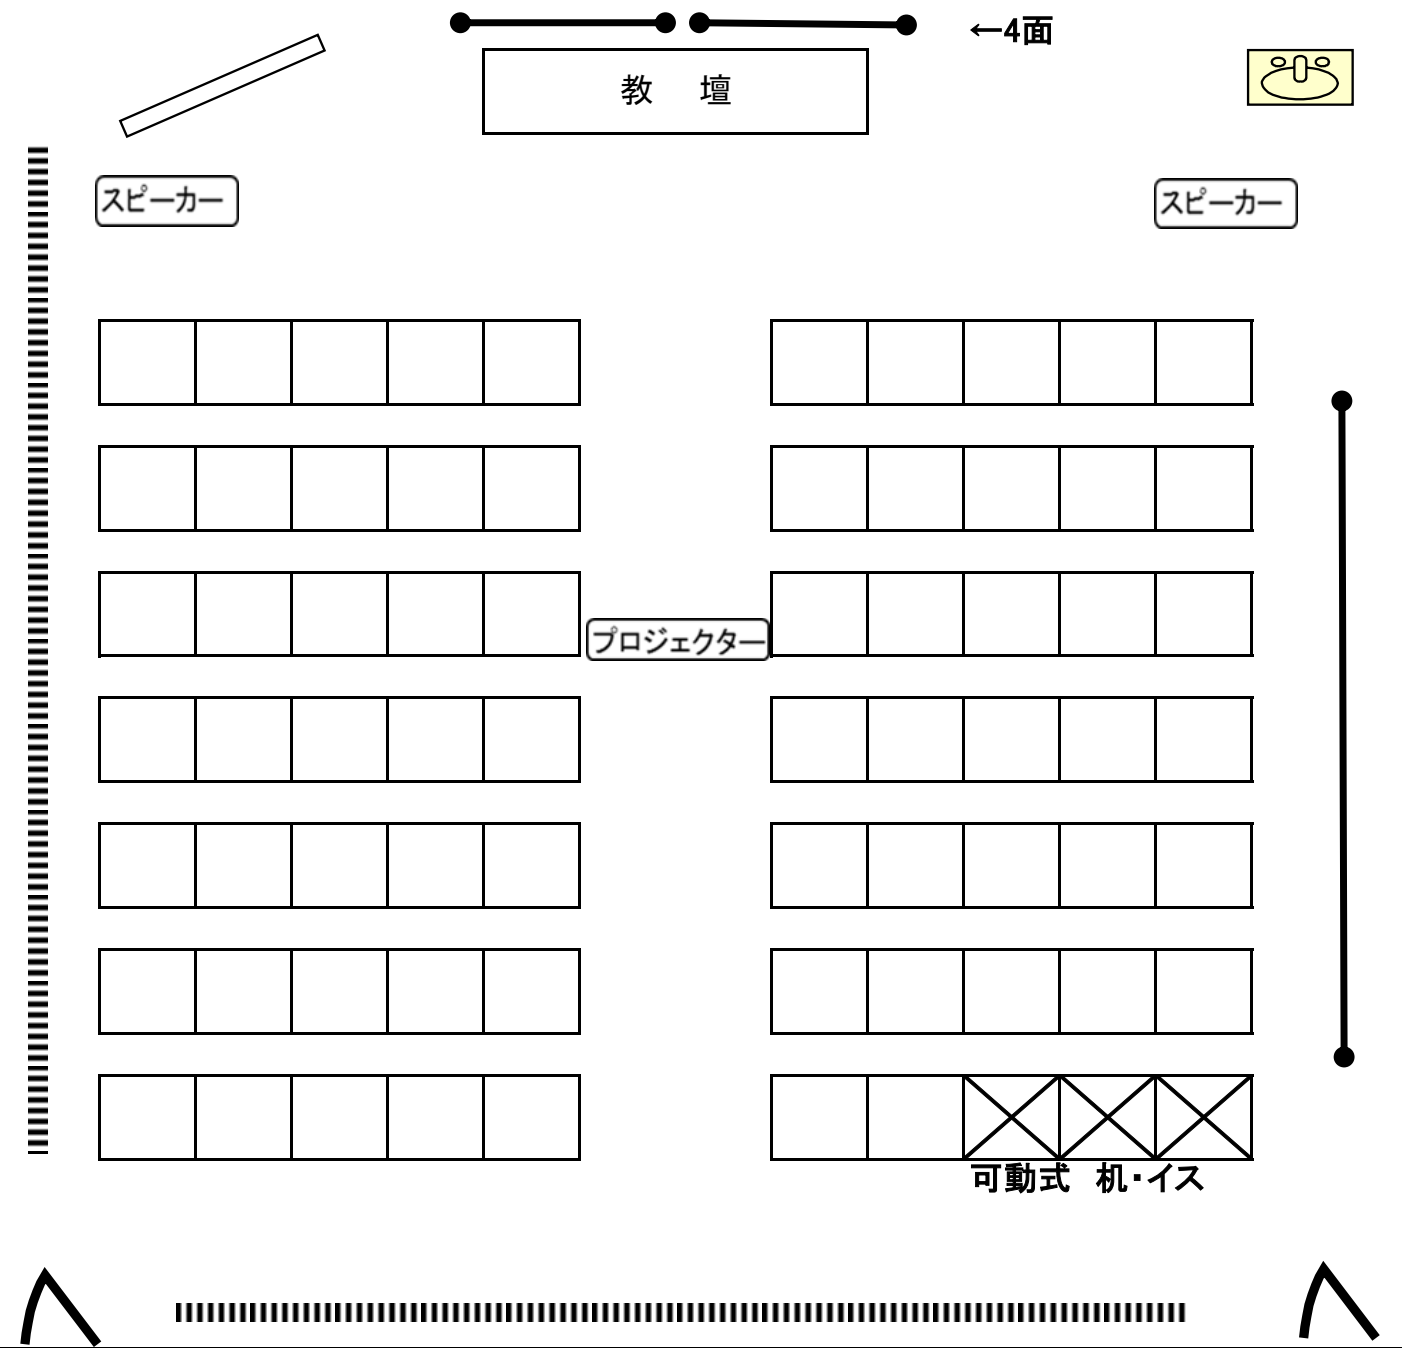 ←4面
教　壇
スピーカー
スピーカー
プロジェクター
可動式　机・イス